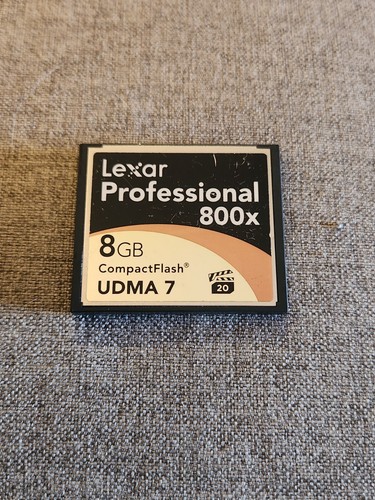 Lexar
Professional
800x
8GB
CompactFlash®
UDMA 7
20